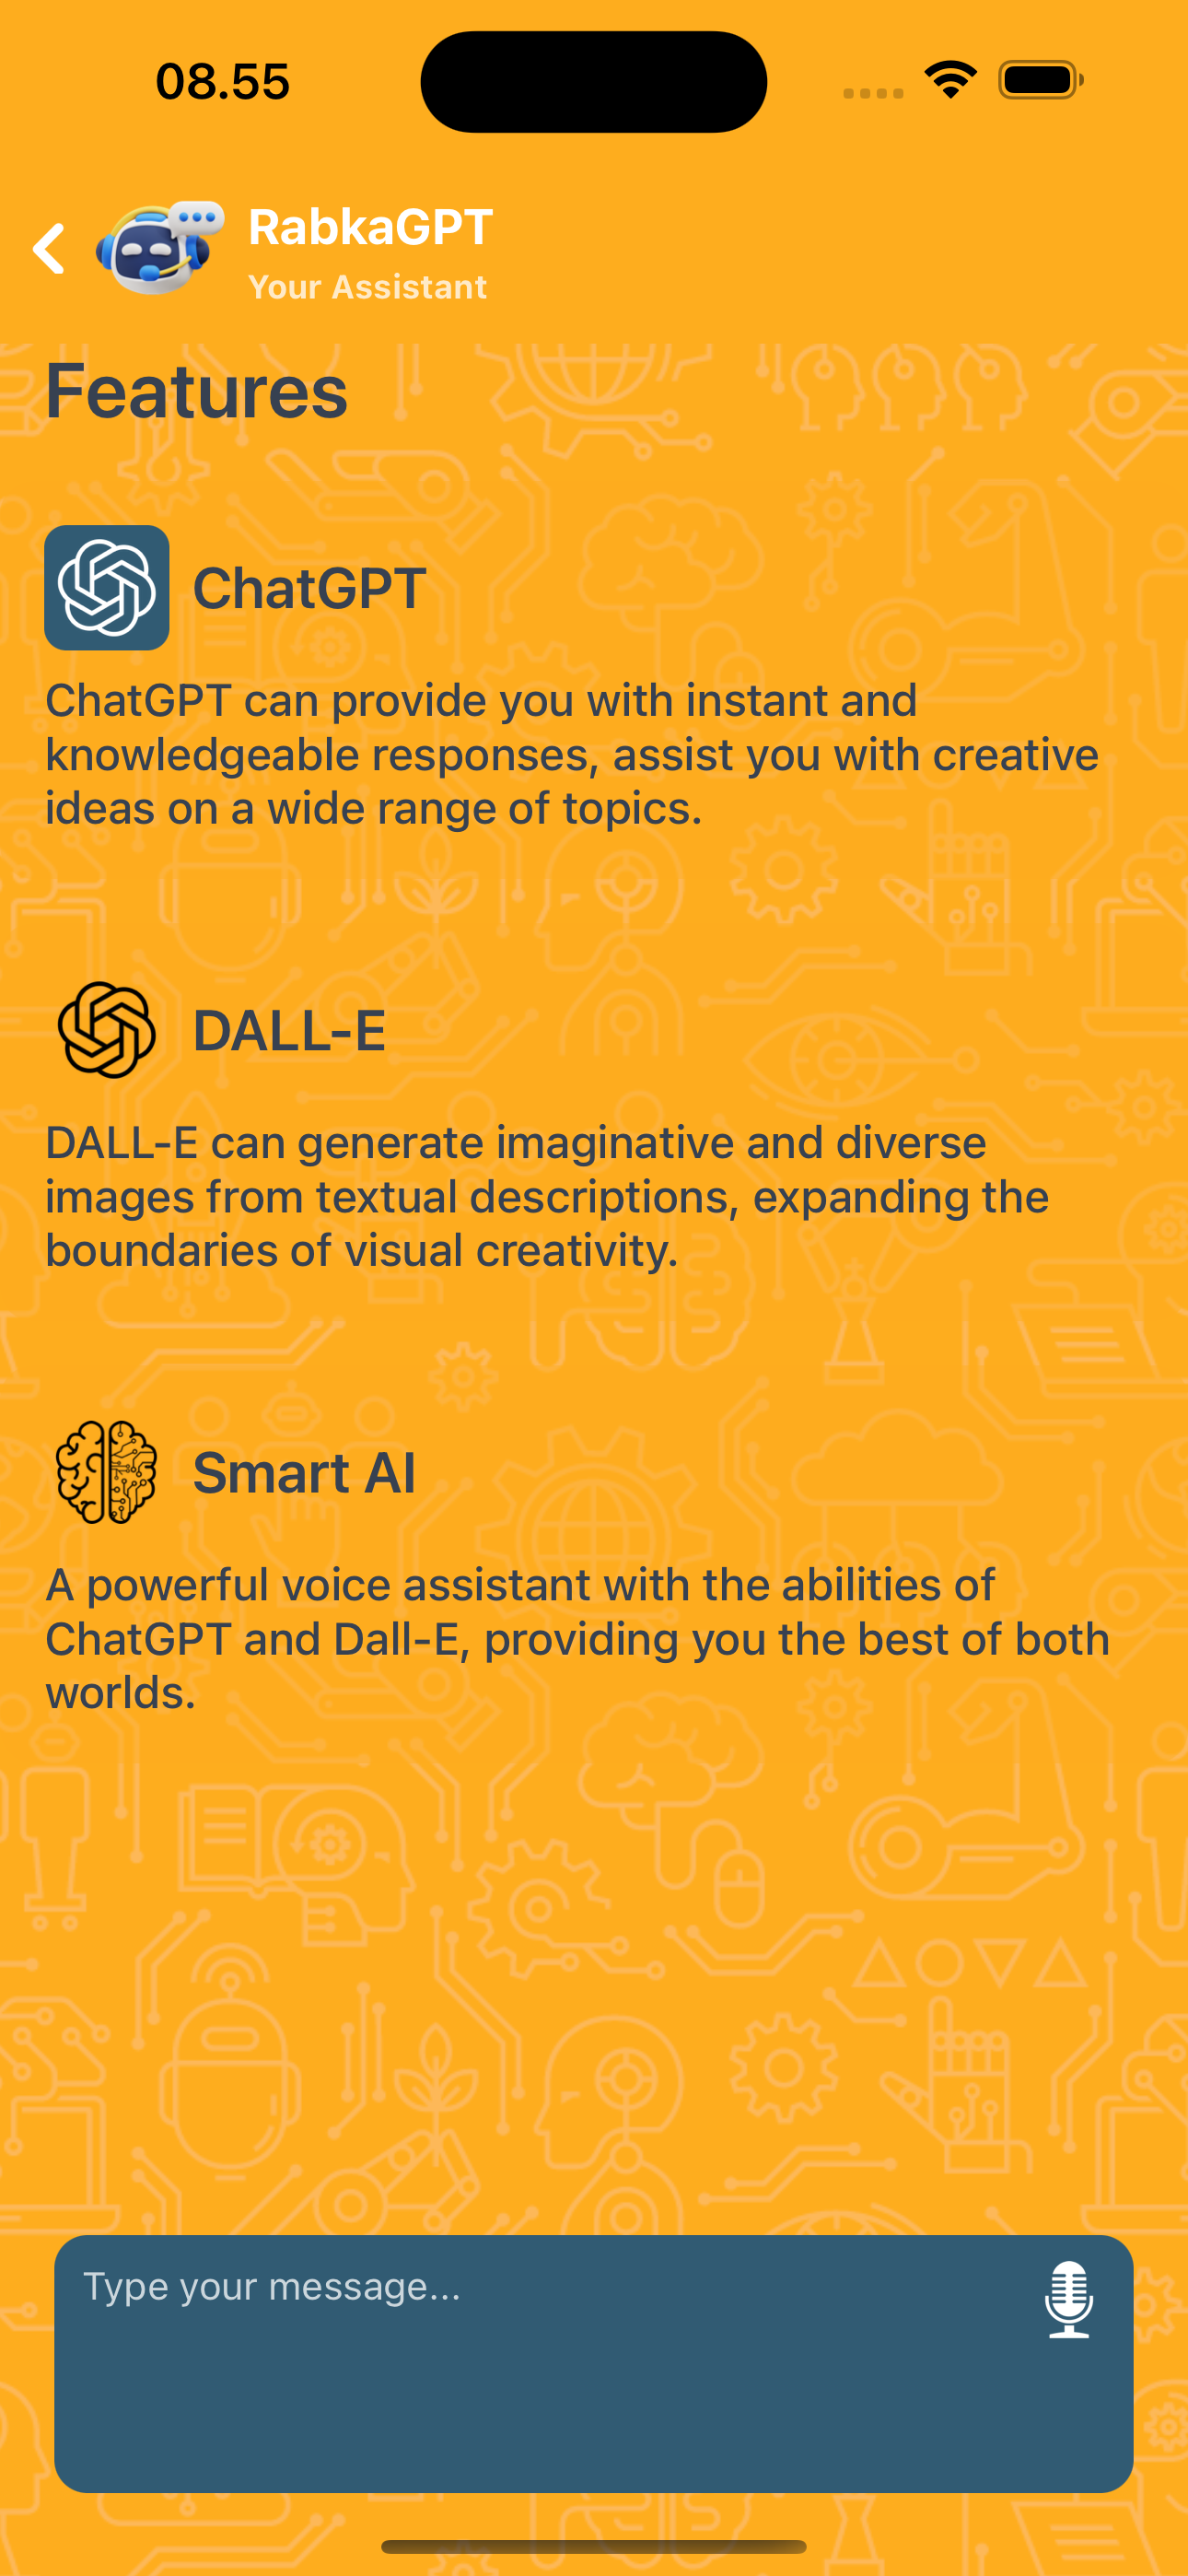 08.55
RabkaGPT
Your Assistant
Features
ChatGPT
ChatGPT can provide you with instant and
knowledgeable responses, assist you with creative
ideas on a wide range of topics.
DALL-E
DALL-E can generate imaginative and diverse
images from textual descriptions, expanding the
boundaries of visual creativity.
Smart AI
A powerful voice assistant with the abilities of
ChatGPT and Dall-E, providing you the best of both
worlds.
Type your message...